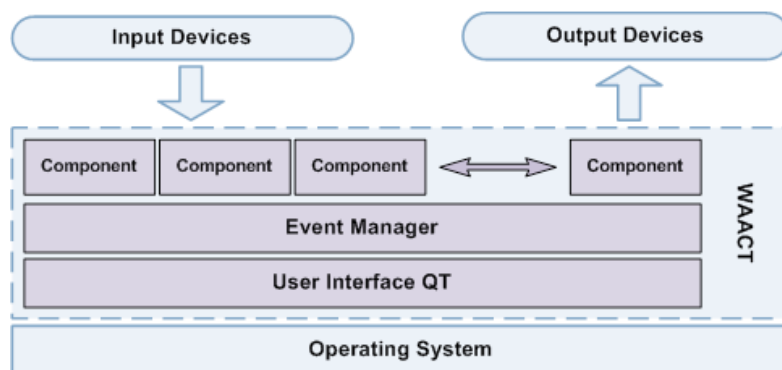 Input Devices
Output Devices
Component
Component
Component
Component
Event Manager
User Interface QT
WAACT
Operating System